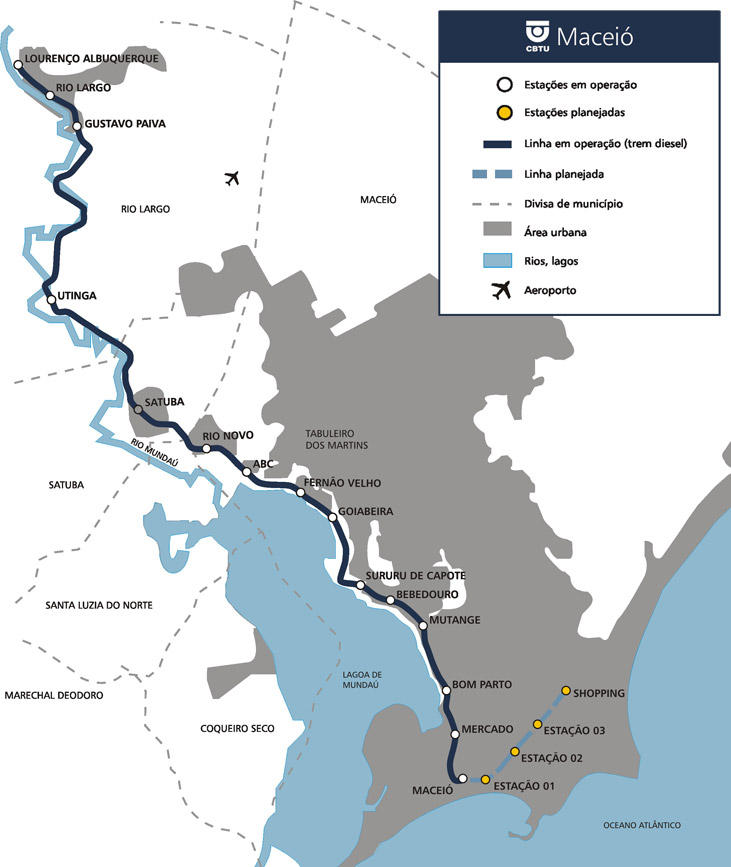 CBTU
Maceió
Estações em operação
Estações planejadas
Linha em operação (trem diesel)
Linha planejada
Divisa de município
Área urbana
Rios, lagos
Aeroporto
LOURENÇO ALBUQUERQUE
RIO LARGO
GUSTAVO PAIVA
RIO LARGO
MACEIÓ
UTINGA
SATUBA
RIO NOVO
TABULEIRO
DOS MARTINS
RIO MUNDAÚ
ABC
SATUBA
FERNÃO VELHO
GOIABEIRA
SURURU DE CAPOTE
BEBEDOURO
SANTA LUZIA DO NORTE
MUTANGE
LAGOA DE
MUNDAÚ
BOM PARTO
SHOPPING
MARECHAL DEODORO
COQUEIRO SECO
MERCADO
ESTAÇÃO 03
ESTAÇÃO 02
MACEIÓ
ESTAÇÃO 01
OCEANO ATLÂNTICO